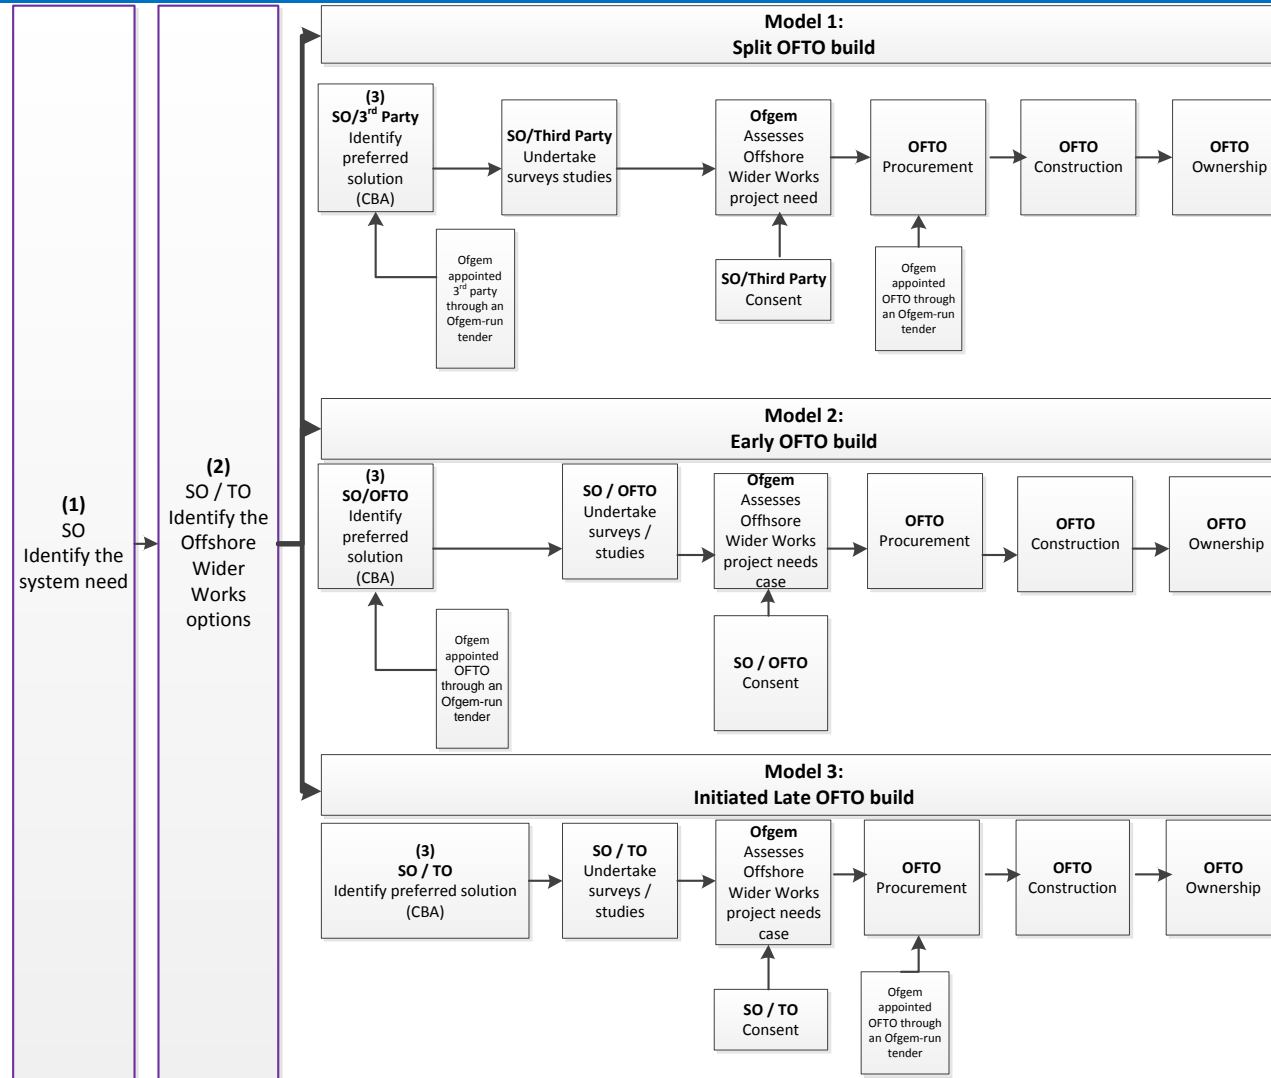 (1)
SO
Identify the
system need
(2)
SO / TO
Identify the
Offshore
Wider
Works
options
Model 1:
Split OFTO build
(3)
SO/3rd Party
Identify
preferred
solution
(CBA)
SO/Third Party
Undertake
surveys studies
Ofgem
Assesses
Offshore
Wider Works
project need
OFTO
Procurement
OFTO
Construction
OFTO
Ownership
Ofgem
appointed
3rd party
through an
Ofgem-run
tender
SO/Third Party
Consent
Ofgem
appointed
OFTO through
an Ofgem-run
tender
Model 2:
Early OFTO build
(3)
SO/OFTO
Identify
preferred
solution
(CBA)
SO / OFTO
Undertake
surveys /
studies
Ofgem
Assesses
Offhsore
Wider Works
project needs
case
OFTO
Procurement
OFTO
Construction
OFTO
Ownership
Ofgem
appointed
OFTO
through an
Ofgem-run
tender
SO / OFTO
Consent
Model 3:
Initiated Late OFTO build
(3)
SO / TO
Identify preferred solution
(CBA)
SO / TO
Undertake
surveys /
studies
Ofgem
Assesses
Offshore
Wider Works
project needs
case
OFTO
Procurement
OFTO
Construction
OFTO
Ownership
SO / TO
Consent
Ofgem
appointed
OFTO through
an Ofgem-run
tender